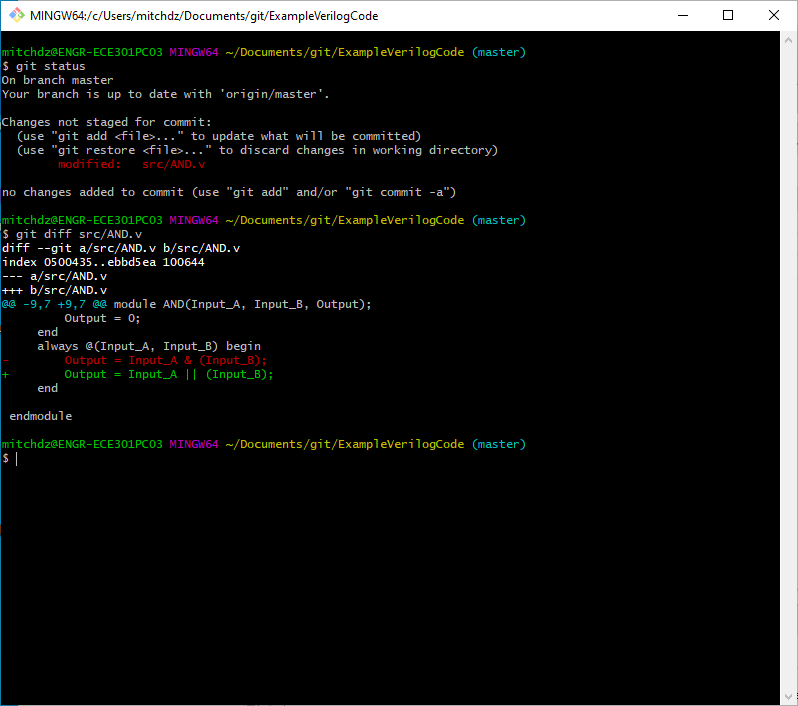 MINGW64:/c/Users/mitchdz/Documents/git/ExampleVerilogCode
mitchdz@ENGR-ECE301PC03 MINGW64 ~/Documents/git/ExampleVerilogCode (master)
$ git status
On branch master
Your branch is up to date with 'origin/master'.
Changes not staged for commit:
  (use "git add <file>..." to update what will be committed)
  (use "git restore <file>..." to discard changes in working directory)
        modified:   src/AND.v
no changes added to commit (use "git add" and/or "git commit -a")
mitchdz@ENGR-ECE301PC03 MINGW64 ~/Documents/git/ExampleVerilogCode (master)
$ git diff src/AND.v
diff --git a/src/AND.v b/src/AND.v
index 0500435..ebbd5ea 100644
--- a/src/AND.v
+++ b/src/AND.v
@@ -9,7 +9,7 @@ module AND(Input_A, Input_B, Output);
         Output = 0;
     end
     always @(Input_A, Input_B) begin
-        Output = Input_A & (Input_B);
+        Output = Input_A || (Input_B);
     end
 endmodule
mitchdz@ENGR-ECE301PC03 MINGW64 ~/Documents/git/ExampleVerilogCode (master)
$